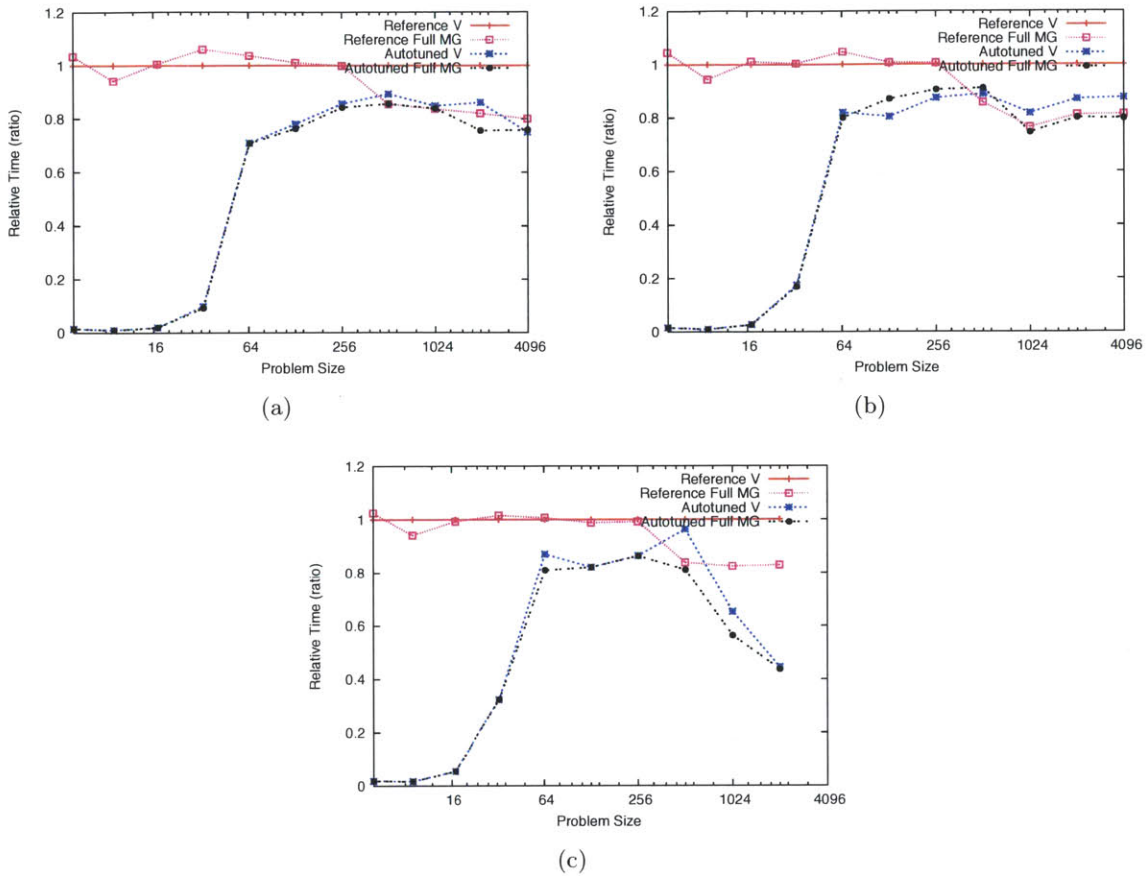 1.2
1
0.8
0.6
0.4
0.2
0
Relative Time (ratio)
Reference V
Reference Full MG
Autotuned V
Autotuned Full MG
16
64
256
1024
4096
Problem Size
(a)
1.2
1
0.8
0.6
0.4
0.2
0
Relative Time (ratio)
Reference V
Reference Full MG
Autotuned V
Autotuned Full MG
16
64
256
1024
4096
Problem Size
(b)
1.2
1
0.8
0.6
0.4
0.2
0
Relative Time (ratio)
Reference V
Reference Full MG
Autotuned V
Autotuned Full MG
16
64
256
1024
4096
Problem Size
(c)